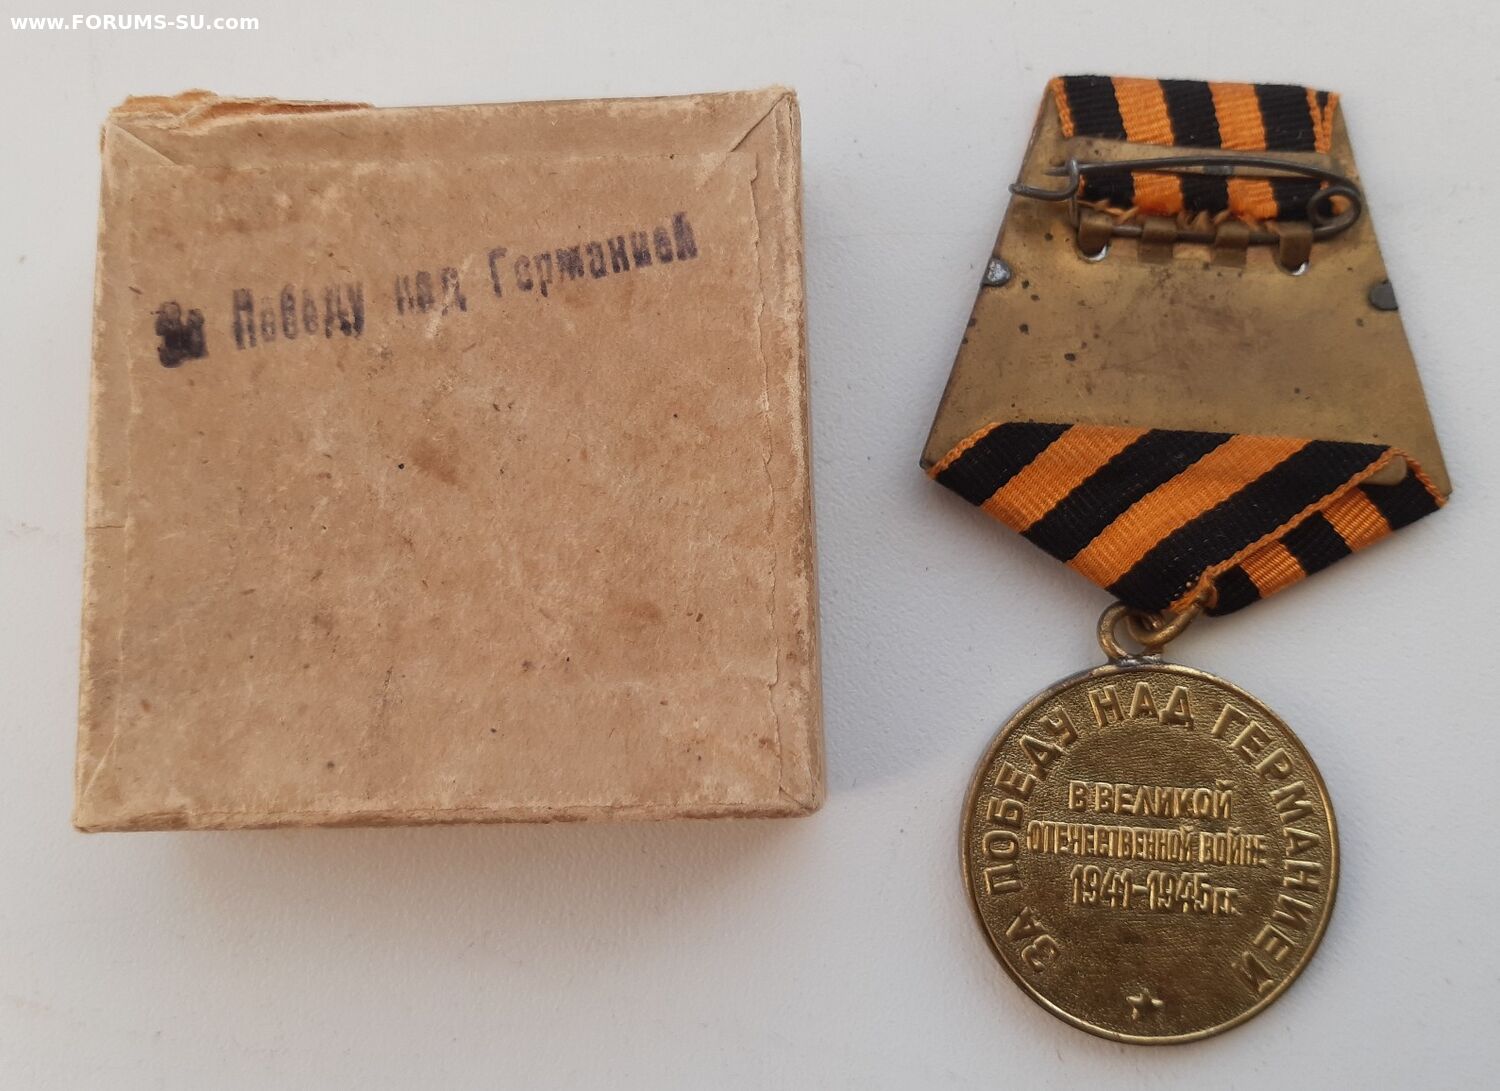 www.FORUMS-SU.com
За Победу над Германией
ЗА ПОБЕДУ НАД ГЕРМАНИЕЙ
В ВЕЛИКОЙ
ОТЕЧЕСТВЕННОЙ ВОЙНЕ
1941-1945 гг.